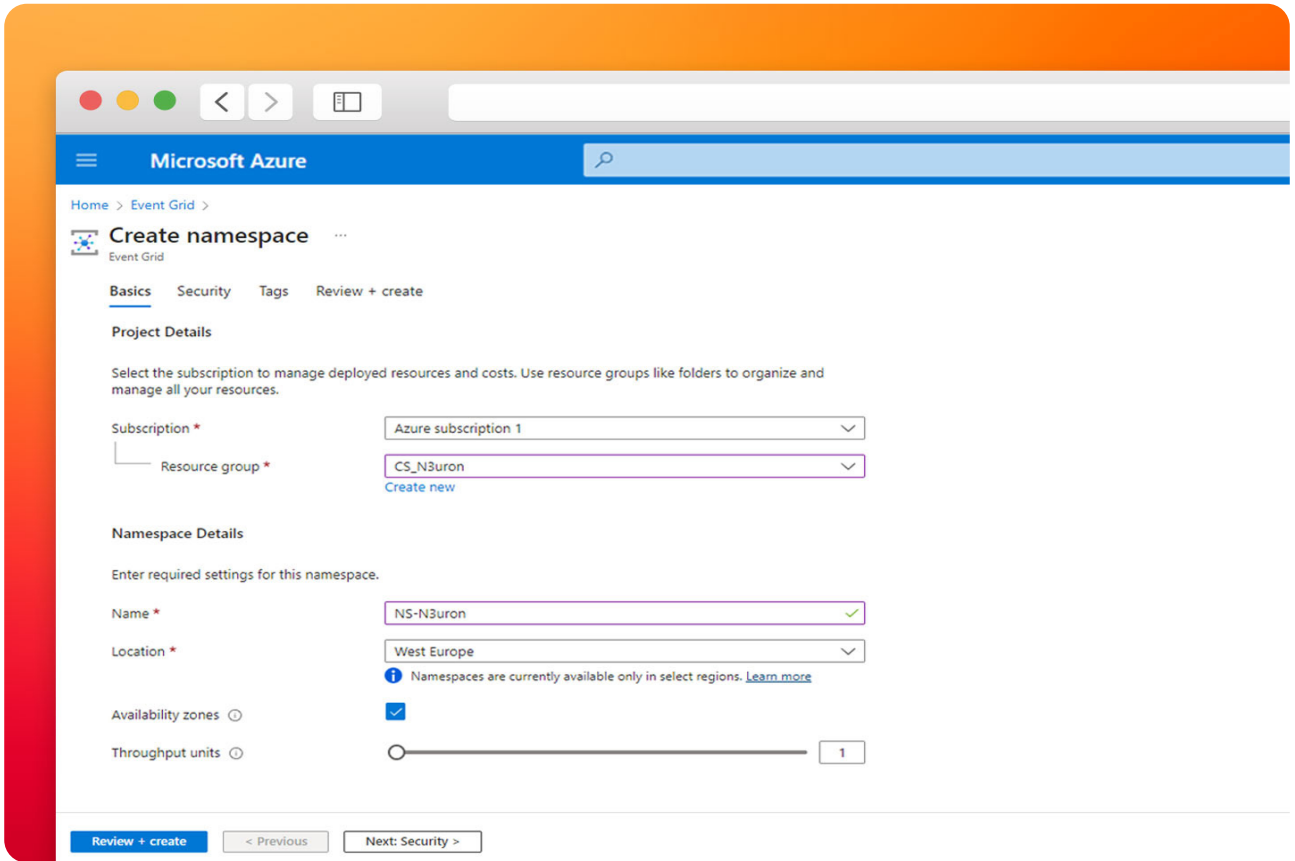 Microsoft Azure
Home > Event Grid >
Create namespace ...
Event Grid
Basics Security Tags Review + create
Project Details
Select the subscription to manage deployed resources and costs. Use resource groups like folders to organize and
manage all your resources.
Subscription * Azure subscription 1
Resource group * CS_N3uron
Create new
Namespace Details
Enter required settings for this namespace.
Name * NS-N3uron
Location * West Europe
Namespaces are currently available only in select regions. Learn more
Availability zones
Throughput units 1
Review + create < Previous Next: Security >